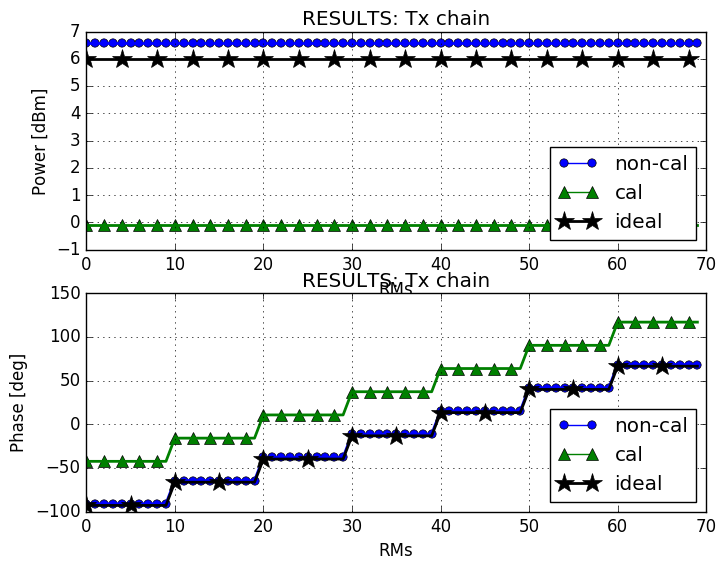 RESULTS: Tx chain
7
6
5
4
3
2
1
0
−1
Power [dBm]
non-cal
cal
ideal
0 10 20 30 40 50 60 70
RMs
RESULTS: Tx chain
150
100
50
0
−50
−100
Phase [deg]
non-cal
cal
ideal
0 10 20 30 40 50 60 70
RMs